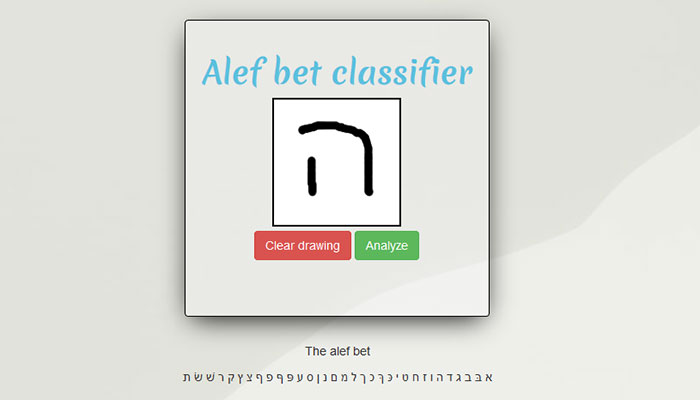 Alef bet classifier
ה
Clear drawing Analyze
The alef bet
א בּ ב ג ד ה ו ז ח ט י כּ ךּ כ ך ל מ ם נ ן ס ע פּ ף פ ף צ ץ ק ר שׁ שׂ ת